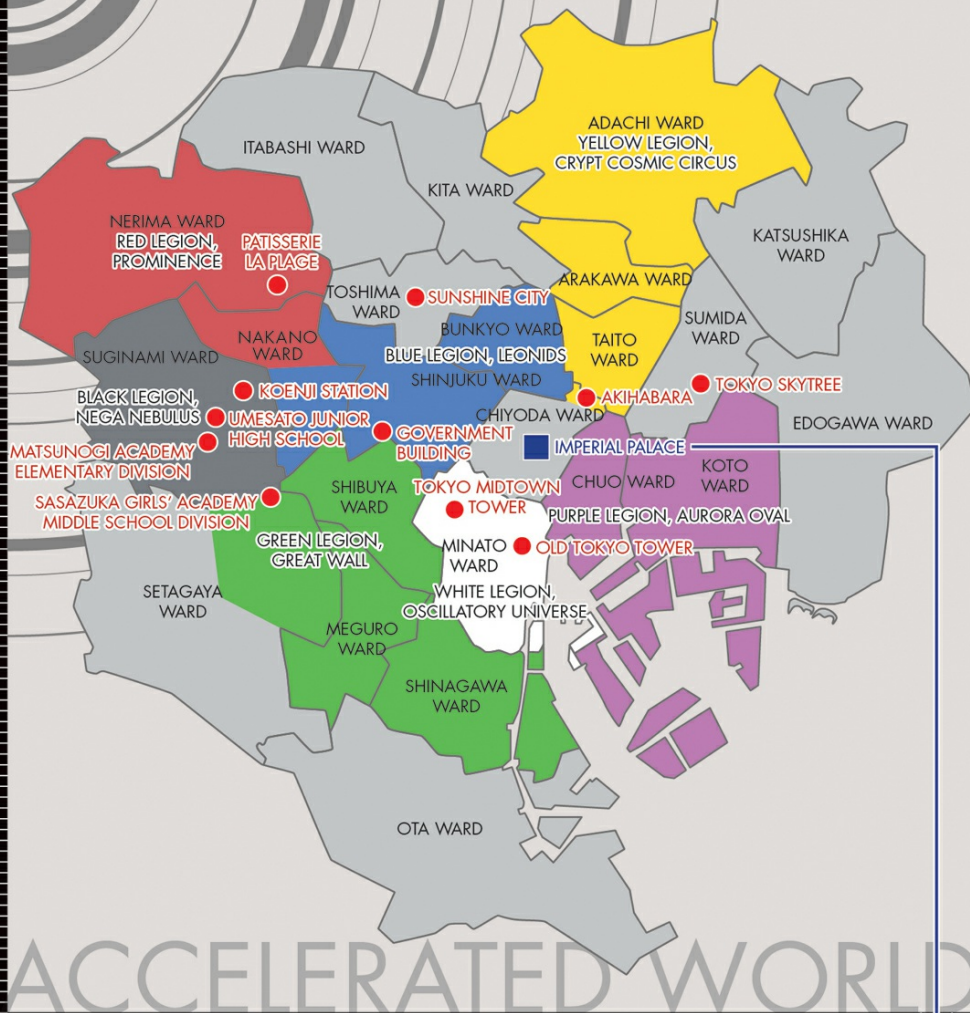 ADACHI WARD
YELLOW LEGION,
CRYPT COSMIC CIRCUS
ITABASHI WARD
KITA WARD
NERIMA WARD
RED LEGION,
PROMINENCE
PATISSERIE
LA PLAGE
KATSUSHIKA
WARD
ARAKAWA WARD
TOSHIMA
WARD
SUNSHINE CITY
SUMIDA
WARD
BUNKYO WARD
NAKANO
WARD
TAITO
WARD
SUGINAMI WARD
BLUE LEGION, LEONIDS
SHINJUKU WARD
BLACK LEGION,
NEGA NEBULUS
KOENJI STATION
AKIHABARA
TOKYO SKYTREE
CHIYODA WARD
EDOGAWA WARD
UMESATO JUNIOR
HIGH SCHOOL
GOVERNMENT
BUILDING
IMPERIAL PALACE
MATSUNOGI ACADEMY
ELEMENTARY DIVISION
CHUO WARD
KOTO
WARD
SHIBUYA
WARD
TOKYO MIDTOWN
TOWER
SASAZUKA GIRLS' ACADEMY
MIDDLE SCHOOL DIVISION
PURPLE LEGION, AURORA OVAL
GREEN LEGION,
GREAT WALL
MINATO
WARD
OLD TOKYO TOWER
SETAGAYA
WARD
WHITE LEGION,
OSCILLATORY UNIVERSE
MEGURO
WARD
SHINAGAWA
WARD
OTA WARD
ACCELERATED WORLD